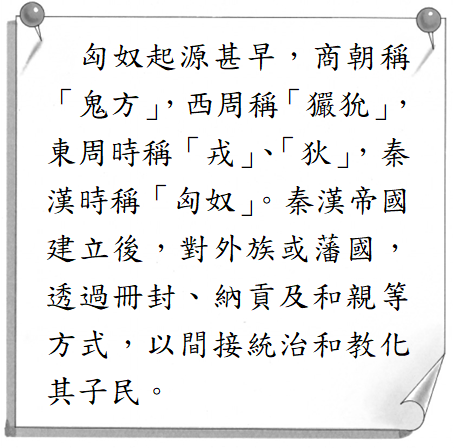 匈奴起源甚早，商朝稱
「鬼方」，西周稱「玁狁」，
東周時稱「戎」、「狄」，秦
漢時稱「匈奴」。秦漢帝國
建立後，對外族或藩國，
透過冊封、納貢及和親等
方式，以間接統治和教化
其子民。